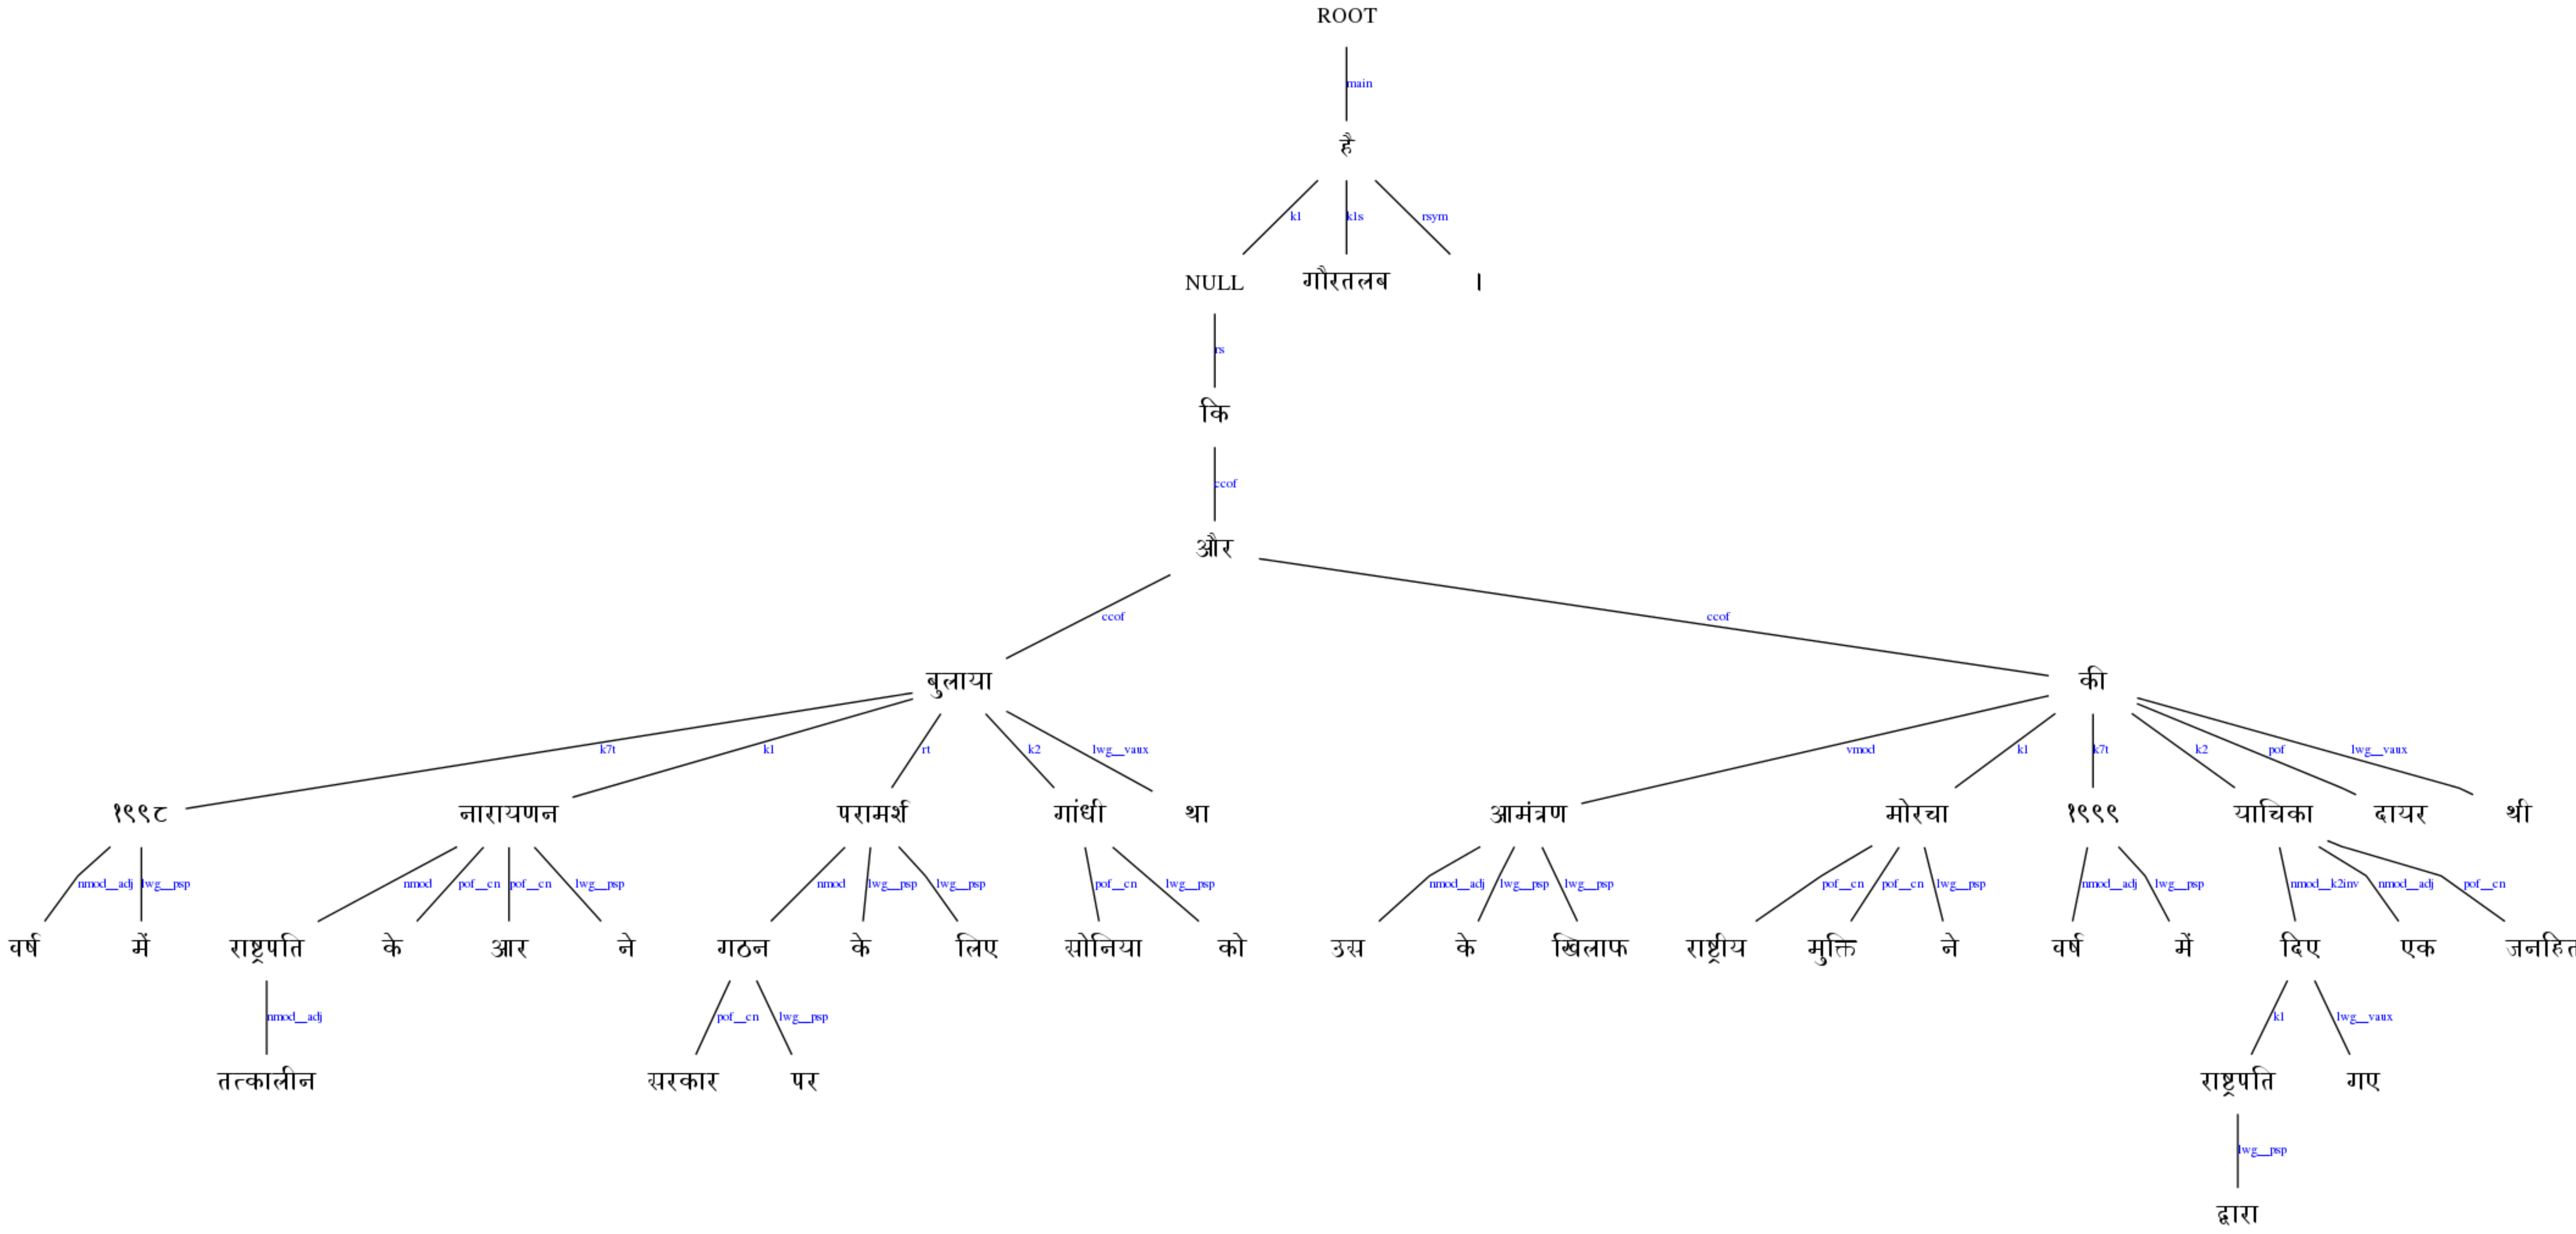 ROOT
main
है
k1 k1s rsym
NULL गौरतलब ।
rs
कि
ccof
और
ccof ccof
बुलाया की
k7t k1 rt k2 lwg__vaux vmod k1 k7t k2 pof lwg__vaux
१९९८ नारायणन परामर्श गांधी था आमंत्रण मोरचा १९९९ याचिका दायर थी
nmod__adj lwg__psp nmod pof__cn pof__cn lwg__psp nmod lwg__psp lwg__psp pof__cn lwg__psp nmod__adj lwg__psp lwg__psp pof__cn pof__cn lwg__psp nmod__adj lwg__psp nmod__k2inv nmod__adj pof__cn
वर्ष में राष्ट्रपति के आर ने गठन के लिए सोनिया को उस के खिलाफ राष्ट्रीय मुक्ति ने वर्ष में दिए एक जनहित
nmod__adj pof__cn lwg__psp k1 lwg__vaux
तत्कालीन सरकार पर राष्ट्रपति गए
lwg__psp
द्वारा